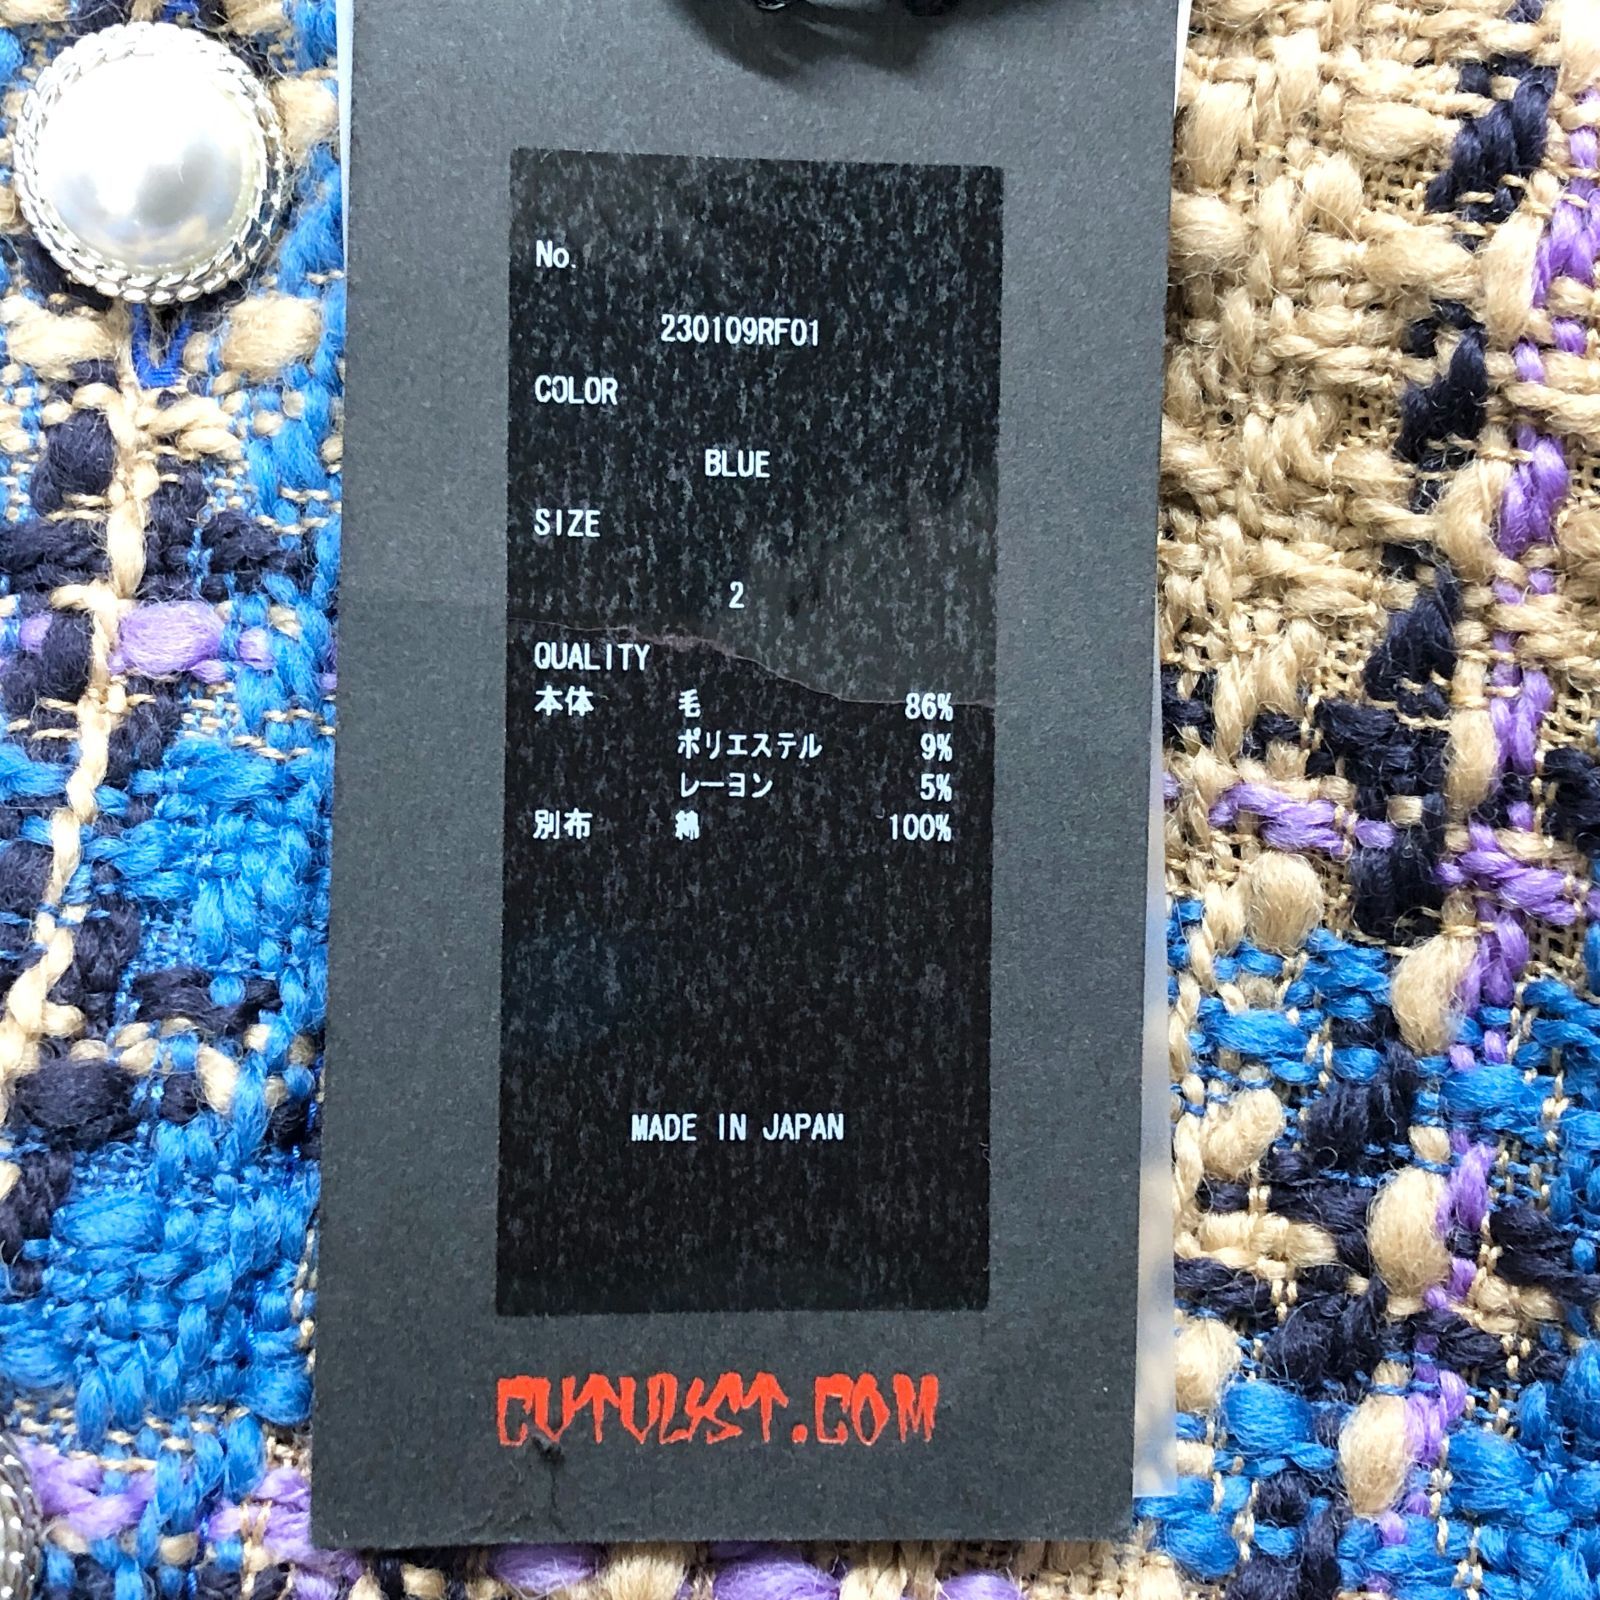 No.
230109RF01
COLOR
BLUE
SIZE
2
QUALITY
本体 毛 86%
ポリエステル 9%
レーヨン 5%
別布 綿 100%
MADE IN JAPAN
CUTULYST.COM